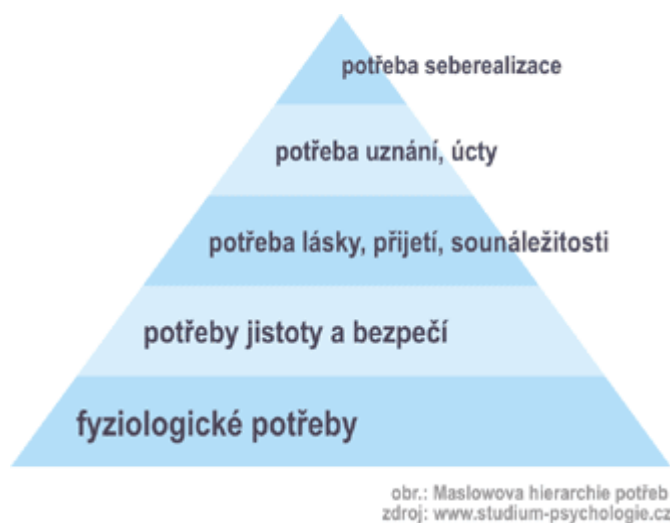 potřeba seberealizace
potřeba uznání, úcty
potřeba lásky, přijetí, sounáležitosti
potřeby jistoty a bezpečí
fyziologické potřeby
obr.: Maslowova hierarchie potřeb
zdroj: www.studium-psychologie.cz